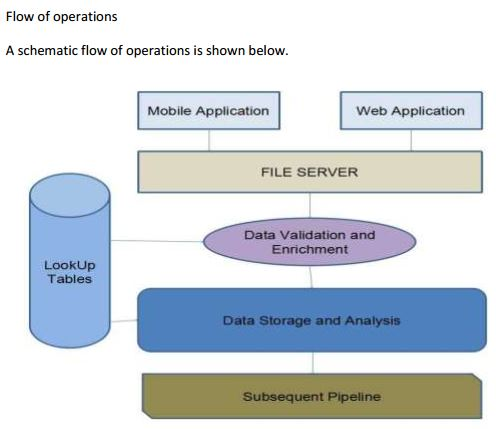 Flow of operations
A schematic flow of operations is shown below.
Mobile Application
Web Application
FILE SERVER
Data Validation and
Enrichment
LookUp
Tables
Data Storage and Analysis
Subsequent Pipeline